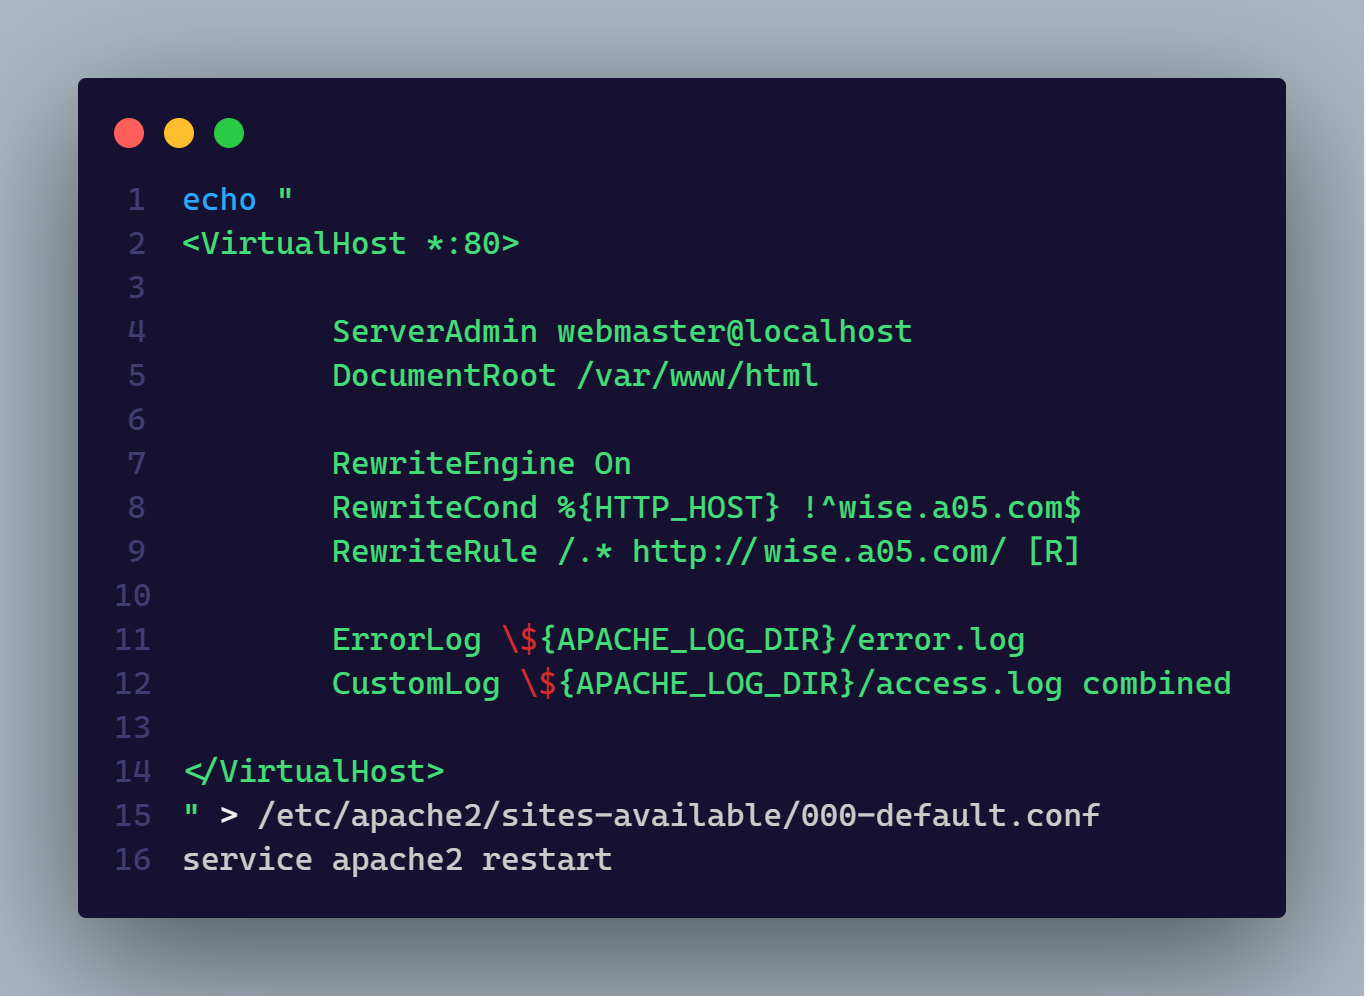 1 echo "
2 <VirtualHost *:80>
3
4         ServerAdmin webmaster@localhost
5         DocumentRoot /var/www/html
6
7         RewriteEngine On
8         RewriteCond %{HTTP_HOST} !^wise.a05.com$
9         RewriteRule /.* http://wise.a05.com/ [R]
10
11         ErrorLog \${APACHE_LOG_DIR}/error.log
12         CustomLog \${APACHE_LOG_DIR}/access.log combined
13
14 </VirtualHost>
15 " > /etc/apache2/sites-available/000-default.conf
16 service apache2 restart